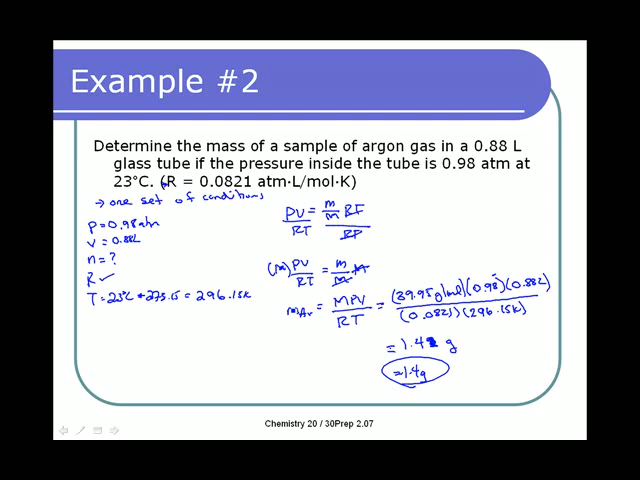 Example #2
Determine the mass of a sample of argon gas in a 0.88 L
glass tube if the pressure inside the tube is 0.98 atm at
23°C. (R = 0.0821 atm·L/mol·K)
→ one set of conditions
P = 0.98 atm
V = 0.88L
n = ?
R ✓
T = 23°C + 273.15 = 296.15K
PV/RT = m/M RT/RT
(M) PV/RT = m/M M
mAr = MPV/RT = (39.95g/mol)(0.98)(0.88L)/(0.0821)(296.15K)
= 1.42 g
= 1.4g
Chemistry 20 / 30Prep 2.07